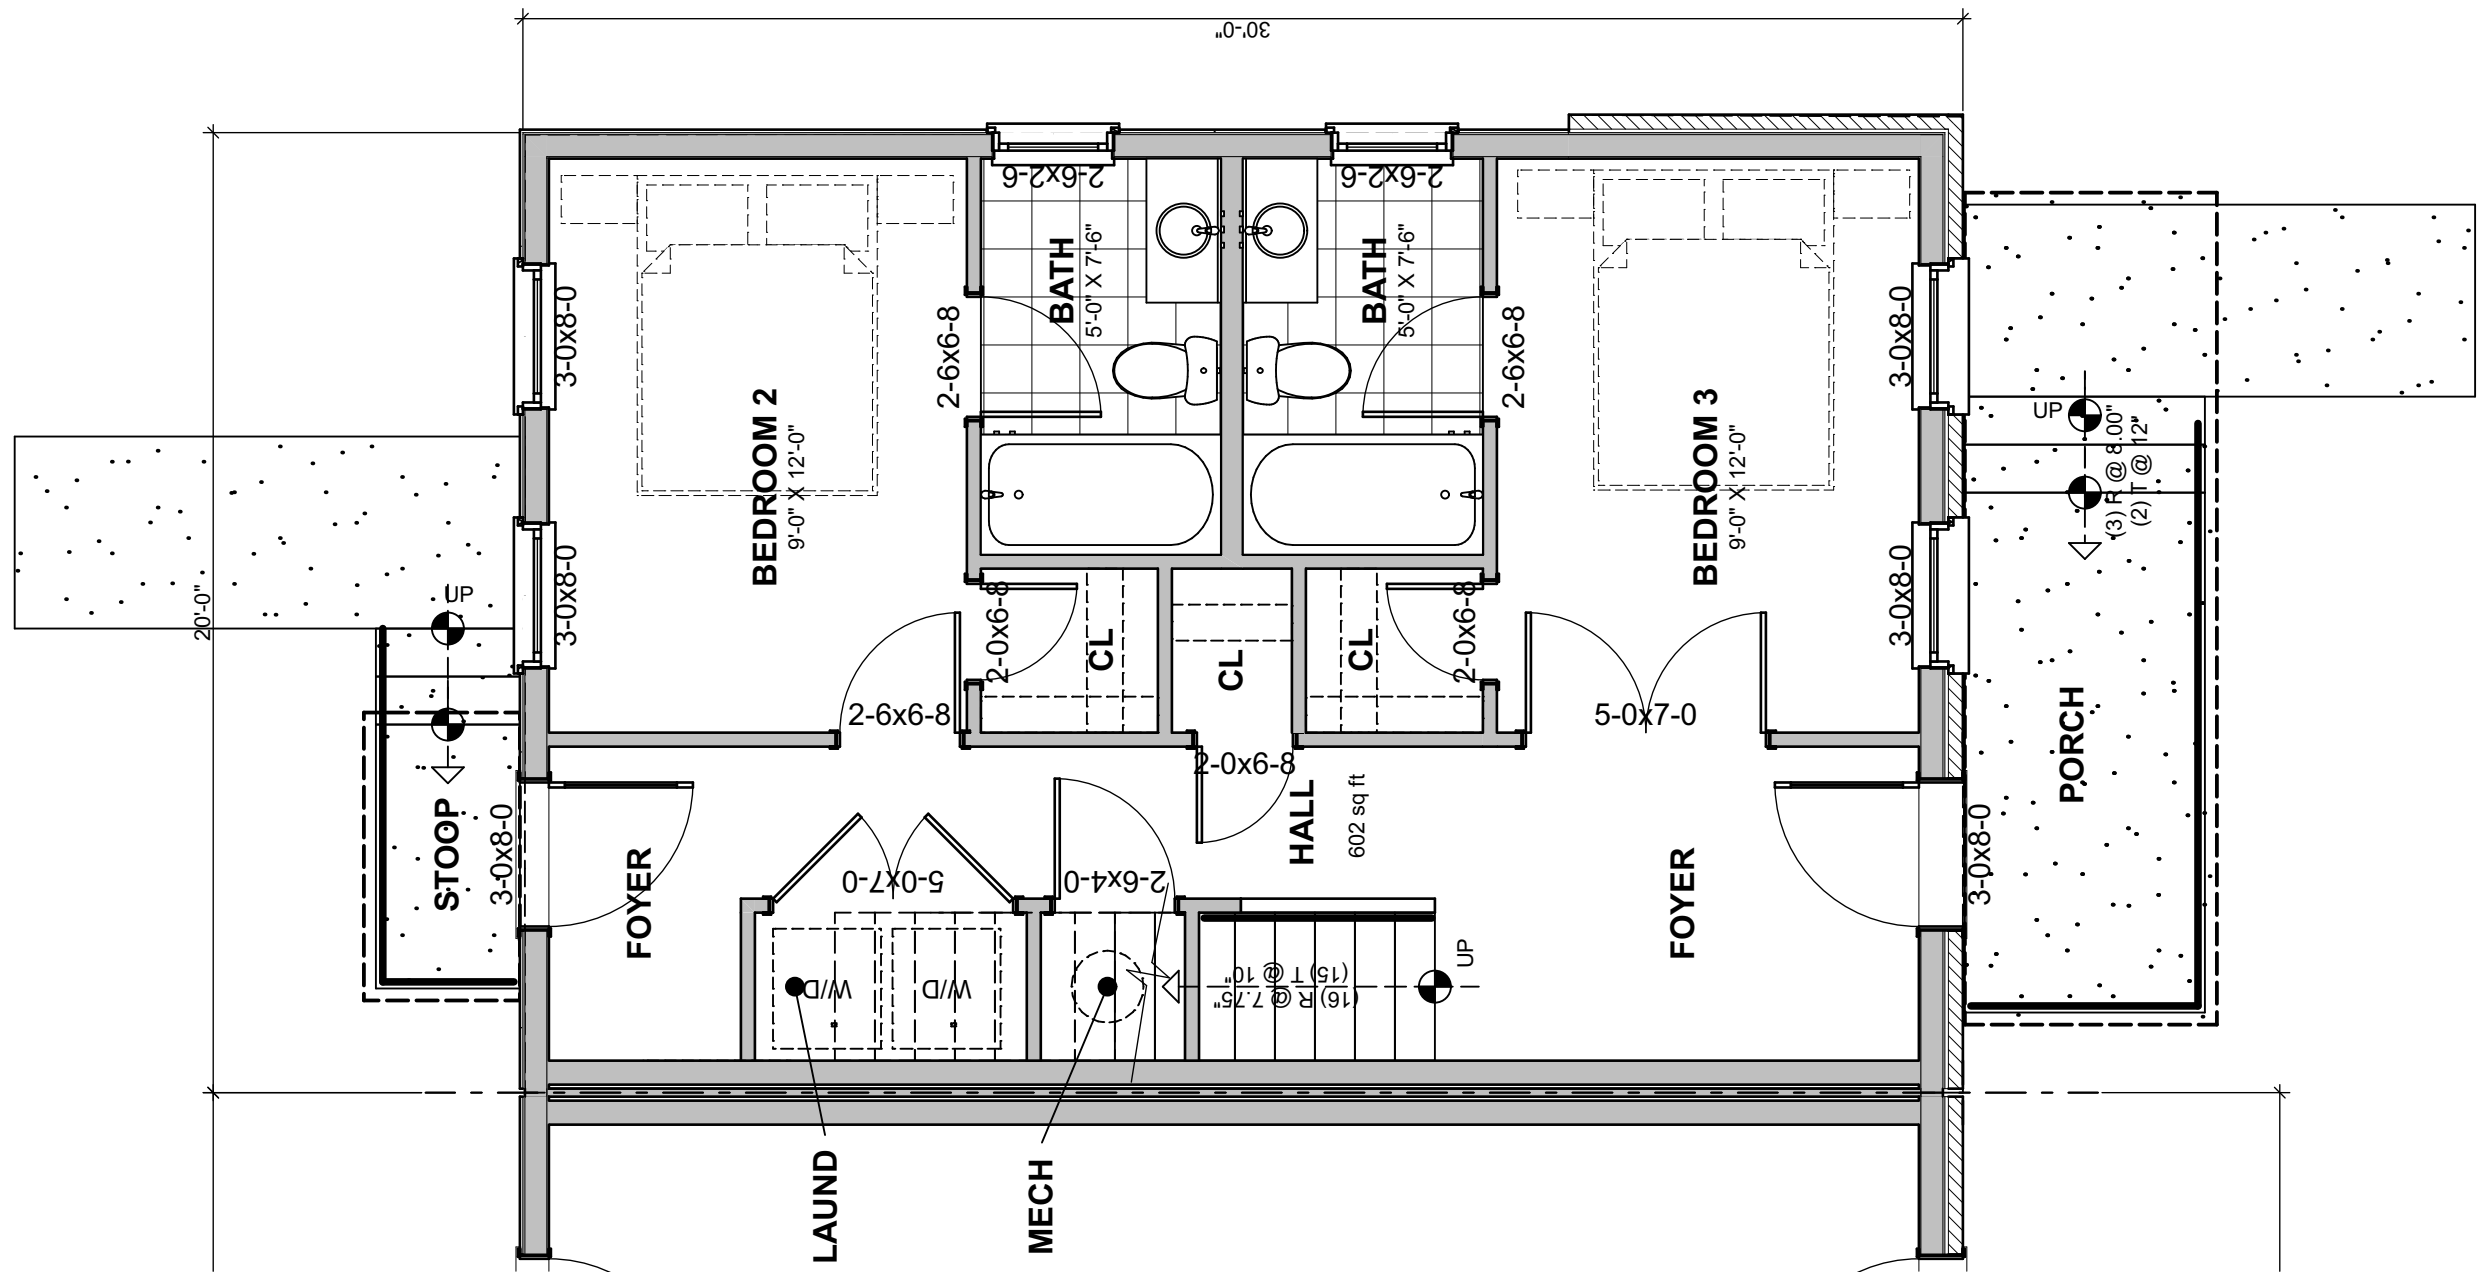 30'-0"
20'-0"
2-6x2-6
2-6x2-6
3-0x8-0
3-0x8-0
BEDROOM 2
9'-0" X 12'-0"
2-6x6-8
BATH
5'-0" X 7'-6"
BATH
5'-0" X 7'-6"
2-6x6-8
BEDROOM 3
9'-0" X 12'-0"
3-0x8-0
3-0x8-0
UP
(3) R @ 8.00"
(2) T @ 12"
UP
2-0x6-8
CL
CL
CL
2-0x6-8
2-6x6-8
5-0x7-0
2-0x6-8
STOOP
3-0x8-0
FOYER
5-0x7-0
2-6x4-0
HALL
602 sq ft
FOYER
3-0x8-0
PORCH
W/D
W/D
(16) R @ 7.75"
(15) T @ 10"
UP
LAUND
MECH